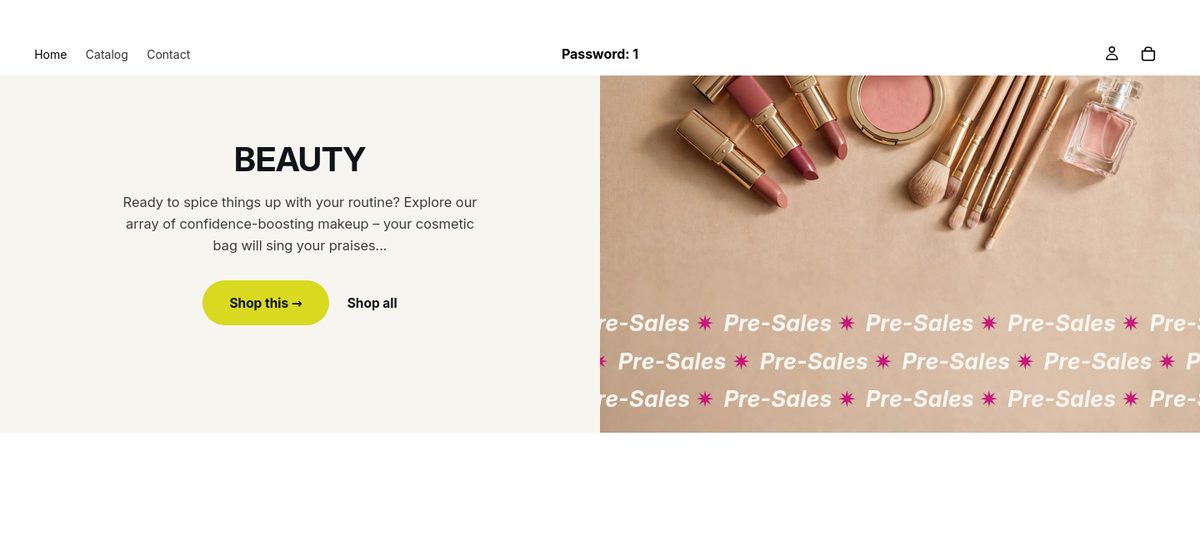 Home Catalog Contact Password: 1
BEAUTY
Ready to spice things up with your routine? Explore our
array of confidence-boosting makeup – your cosmetic
bag will sing your praises...
Shop this → Shop all
re-Sales ✷ Pre-Sales ✷ Pre-Sales ✷ Pre-Sales ✷ Pre-S
✷ Pre-Sales ✷ Pre-Sales ✷ Pre-Sales ✷ Pre-Sales ✷ P
re-Sales ✷ Pre-Sales ✷ Pre-Sales ✷ Pre-Sales ✷ Pre-S